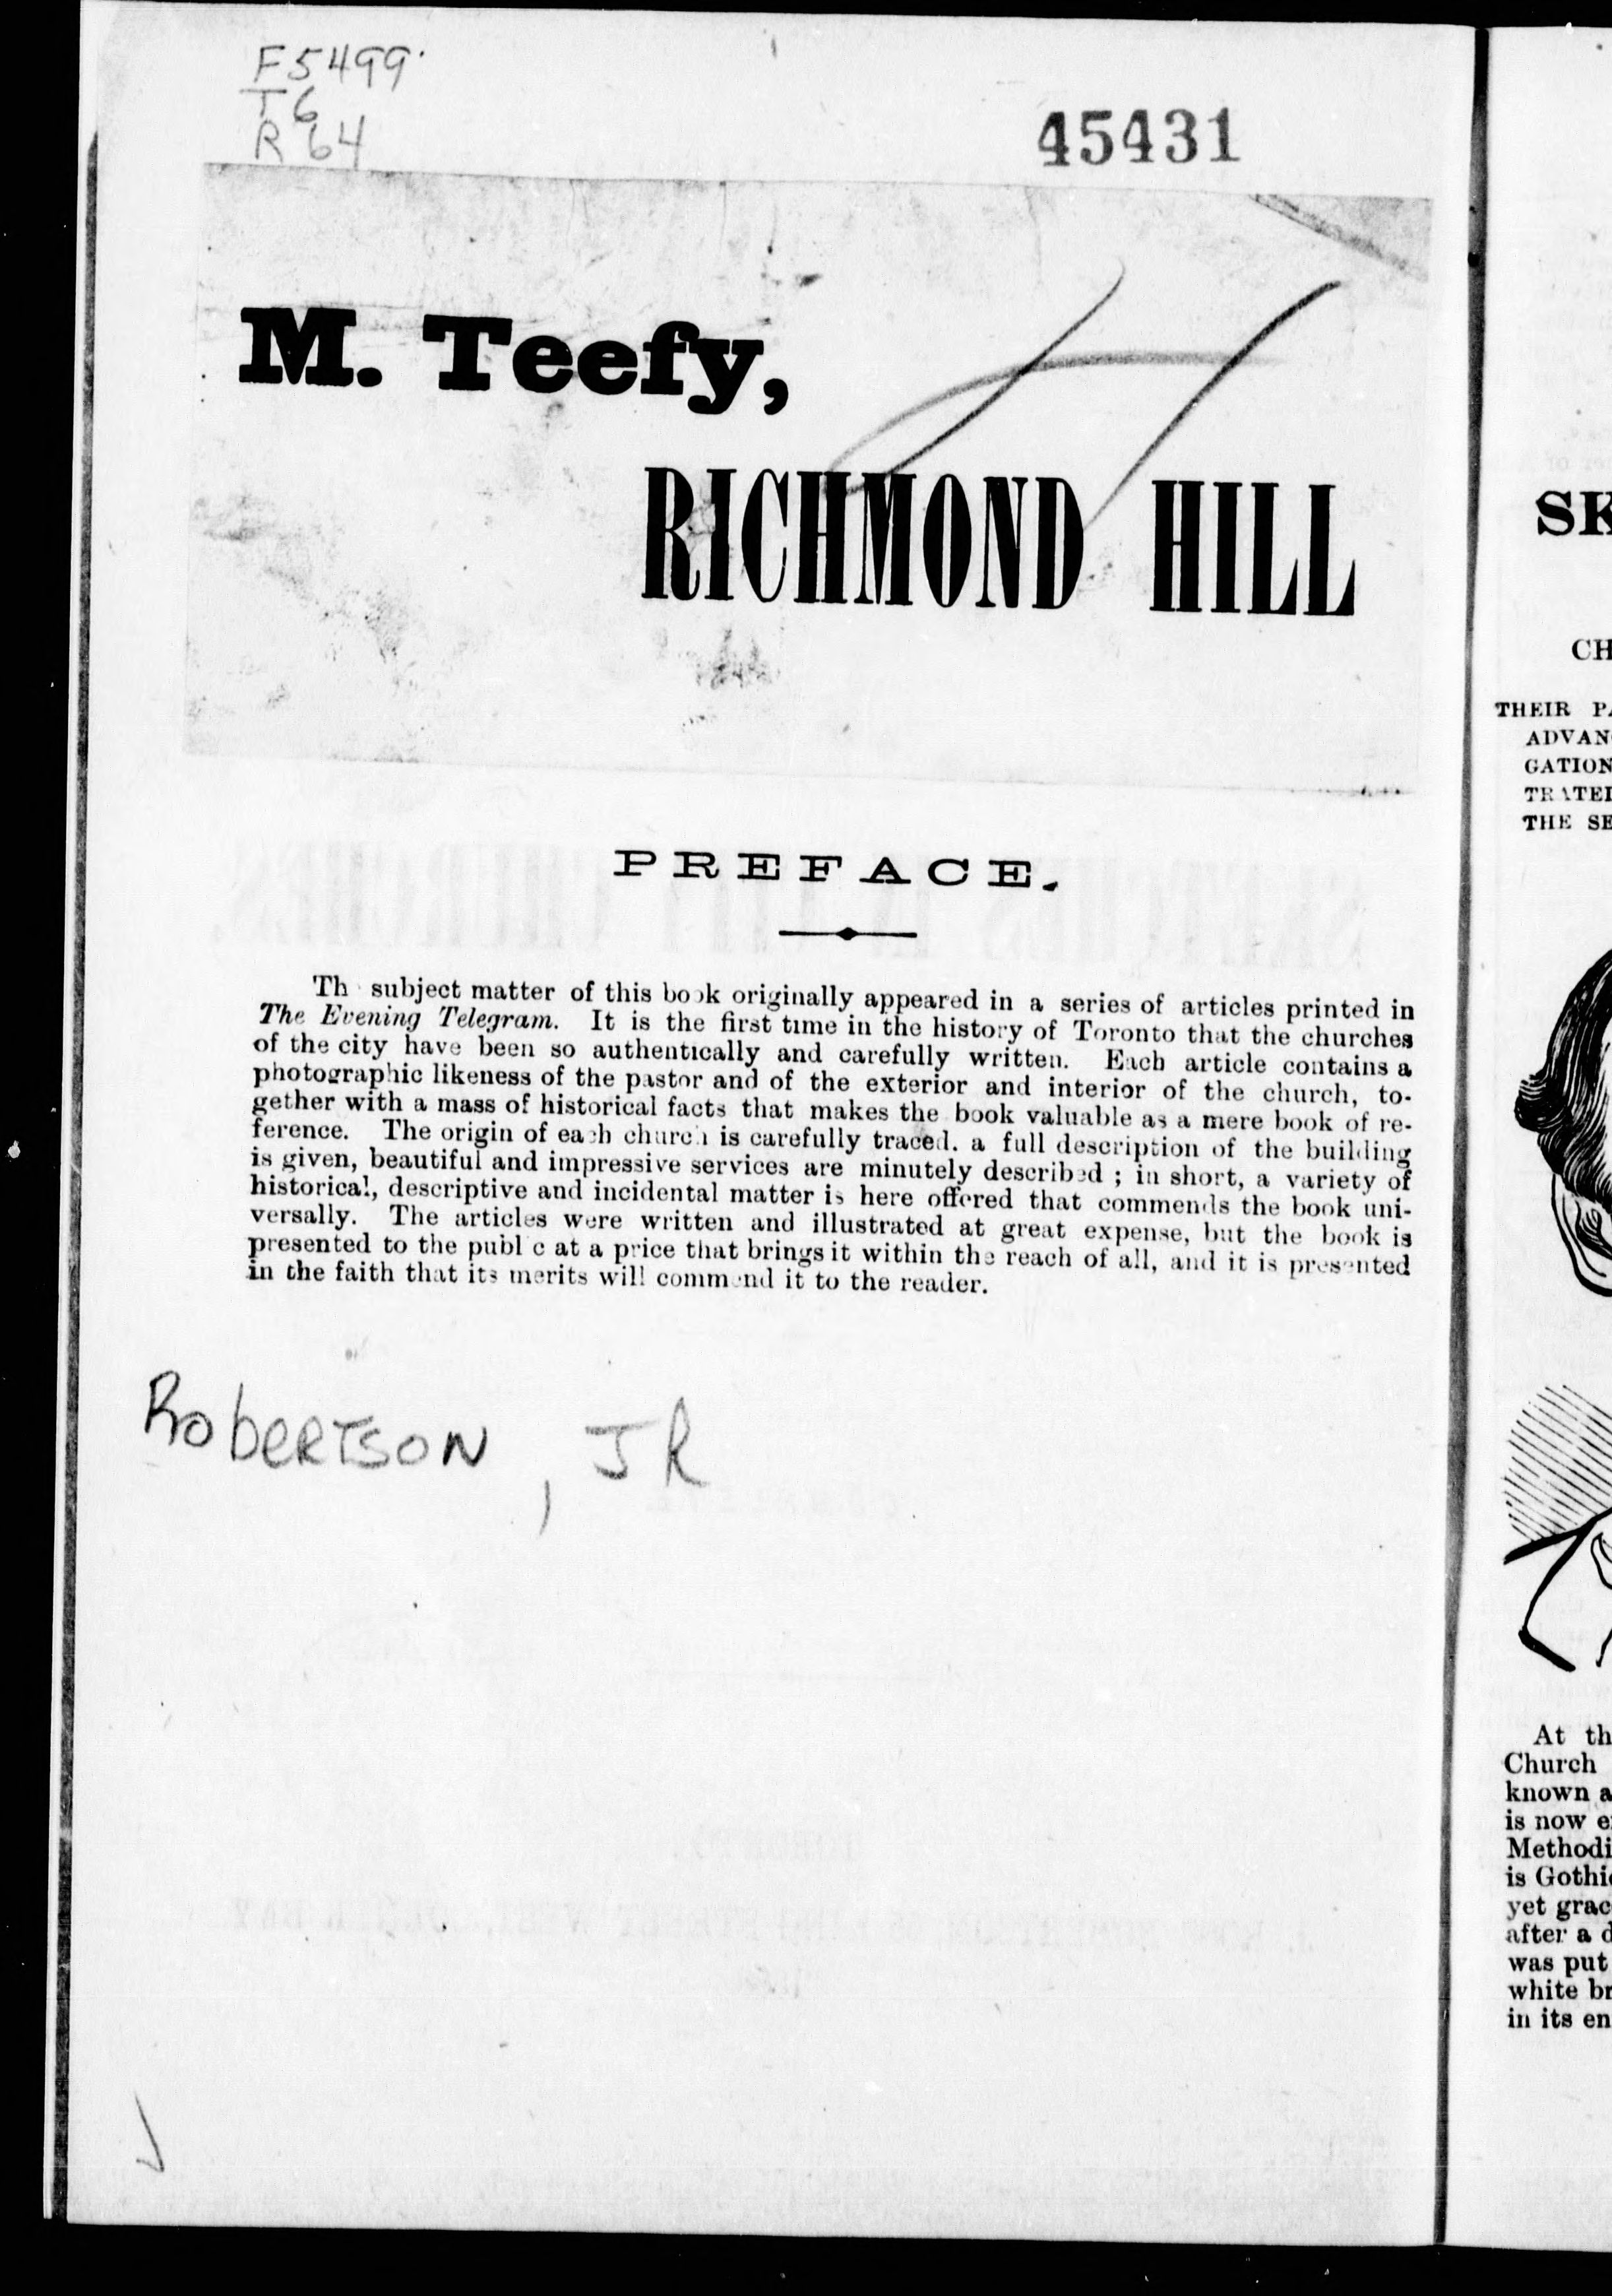 F5499.
T6
R64
45431
M. Teefy,
RICHMOND HILL
PREFACE.
Th subject matter of this book originally appeared in a series of articles printed in
The Evening Telegram. It is the first time in the history of Toronto that the churches
of the city have been so authentically and carefully written. Each article contains a
photographic likeness of the pastor and of the exterior and interior of the church, to-
gether with a mass of historical facts that makes the book valuable as a mere book of re-
ference. The origin of each church is carefully traced. a full description of the building
is given, beautiful and impressive services are minutely described ; in short, a variety of
historical, descriptive and incidental matter is here offered that commends the book uni-
versally. The articles were written and illustrated at great expense, but the book is
presented to the publ c at a price that brings it within the reach of all, and it is presented
in the faith that its merits will commend it to the reader.
Robertson, JR
SK
CH
THEIR PA
ADVAN
GATION
TRATE
THE SE
At th
Church
known a
is now e
Methodi
is Gothi
yet grac
after a d
was put
white br
in its en